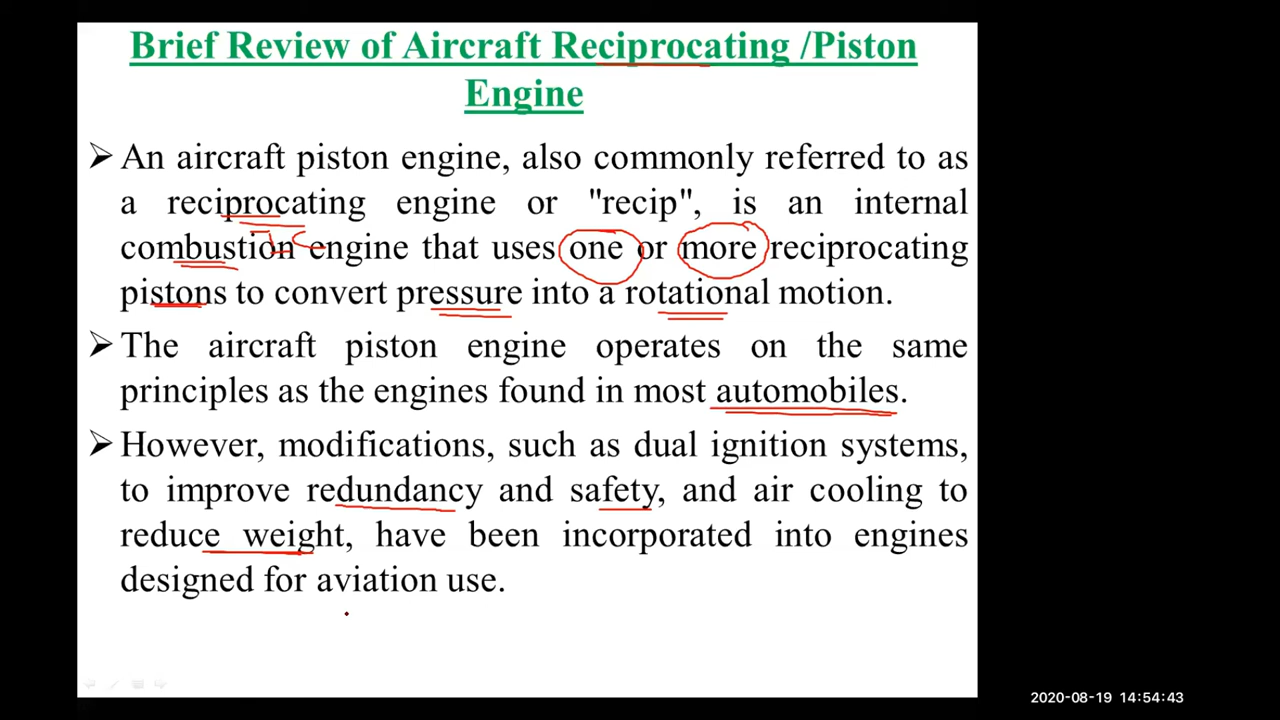 Brief Review of Aircraft Reciprocating /Piston
Engine
➢ An aircraft piston engine, also commonly referred to as
a reciprocating engine or "recip", is an internal
combustion engine that uses one or more reciprocating
IC
pistons to convert pressure into a rotational motion.
➢ The aircraft piston engine operates on the same
principles as the engines found in most automobiles.
➢ However, modifications, such as dual ignition systems,
to improve redundancy and safety, and air cooling to
reduce weight, have been incorporated into engines
designed for aviation use.
2020-08-19 14:54:43